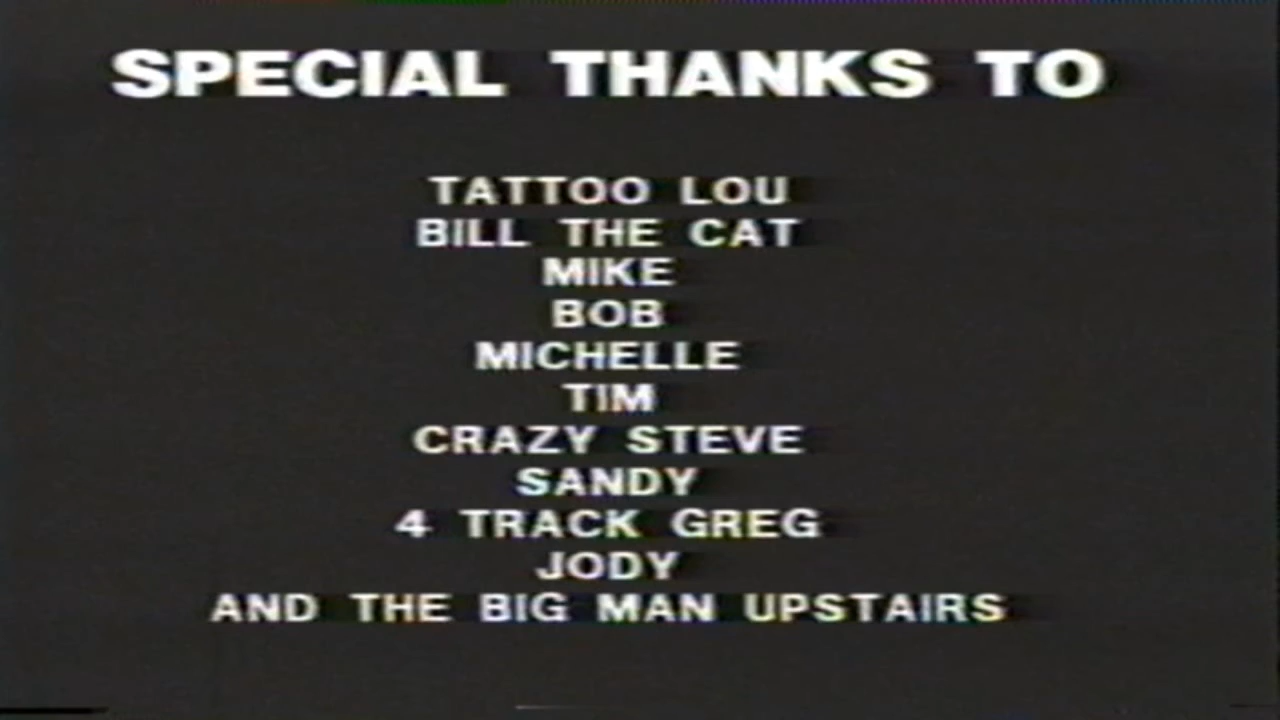 SPECIAL THANKS TO
TATTOO LOU
BILL THE CAT
MIKE
BOB
MICHELLE
TIM
CRAZY STEVE
SANDY
4 TRACK GREG
JODY
AND THE BIG MAN UPSTAIRS